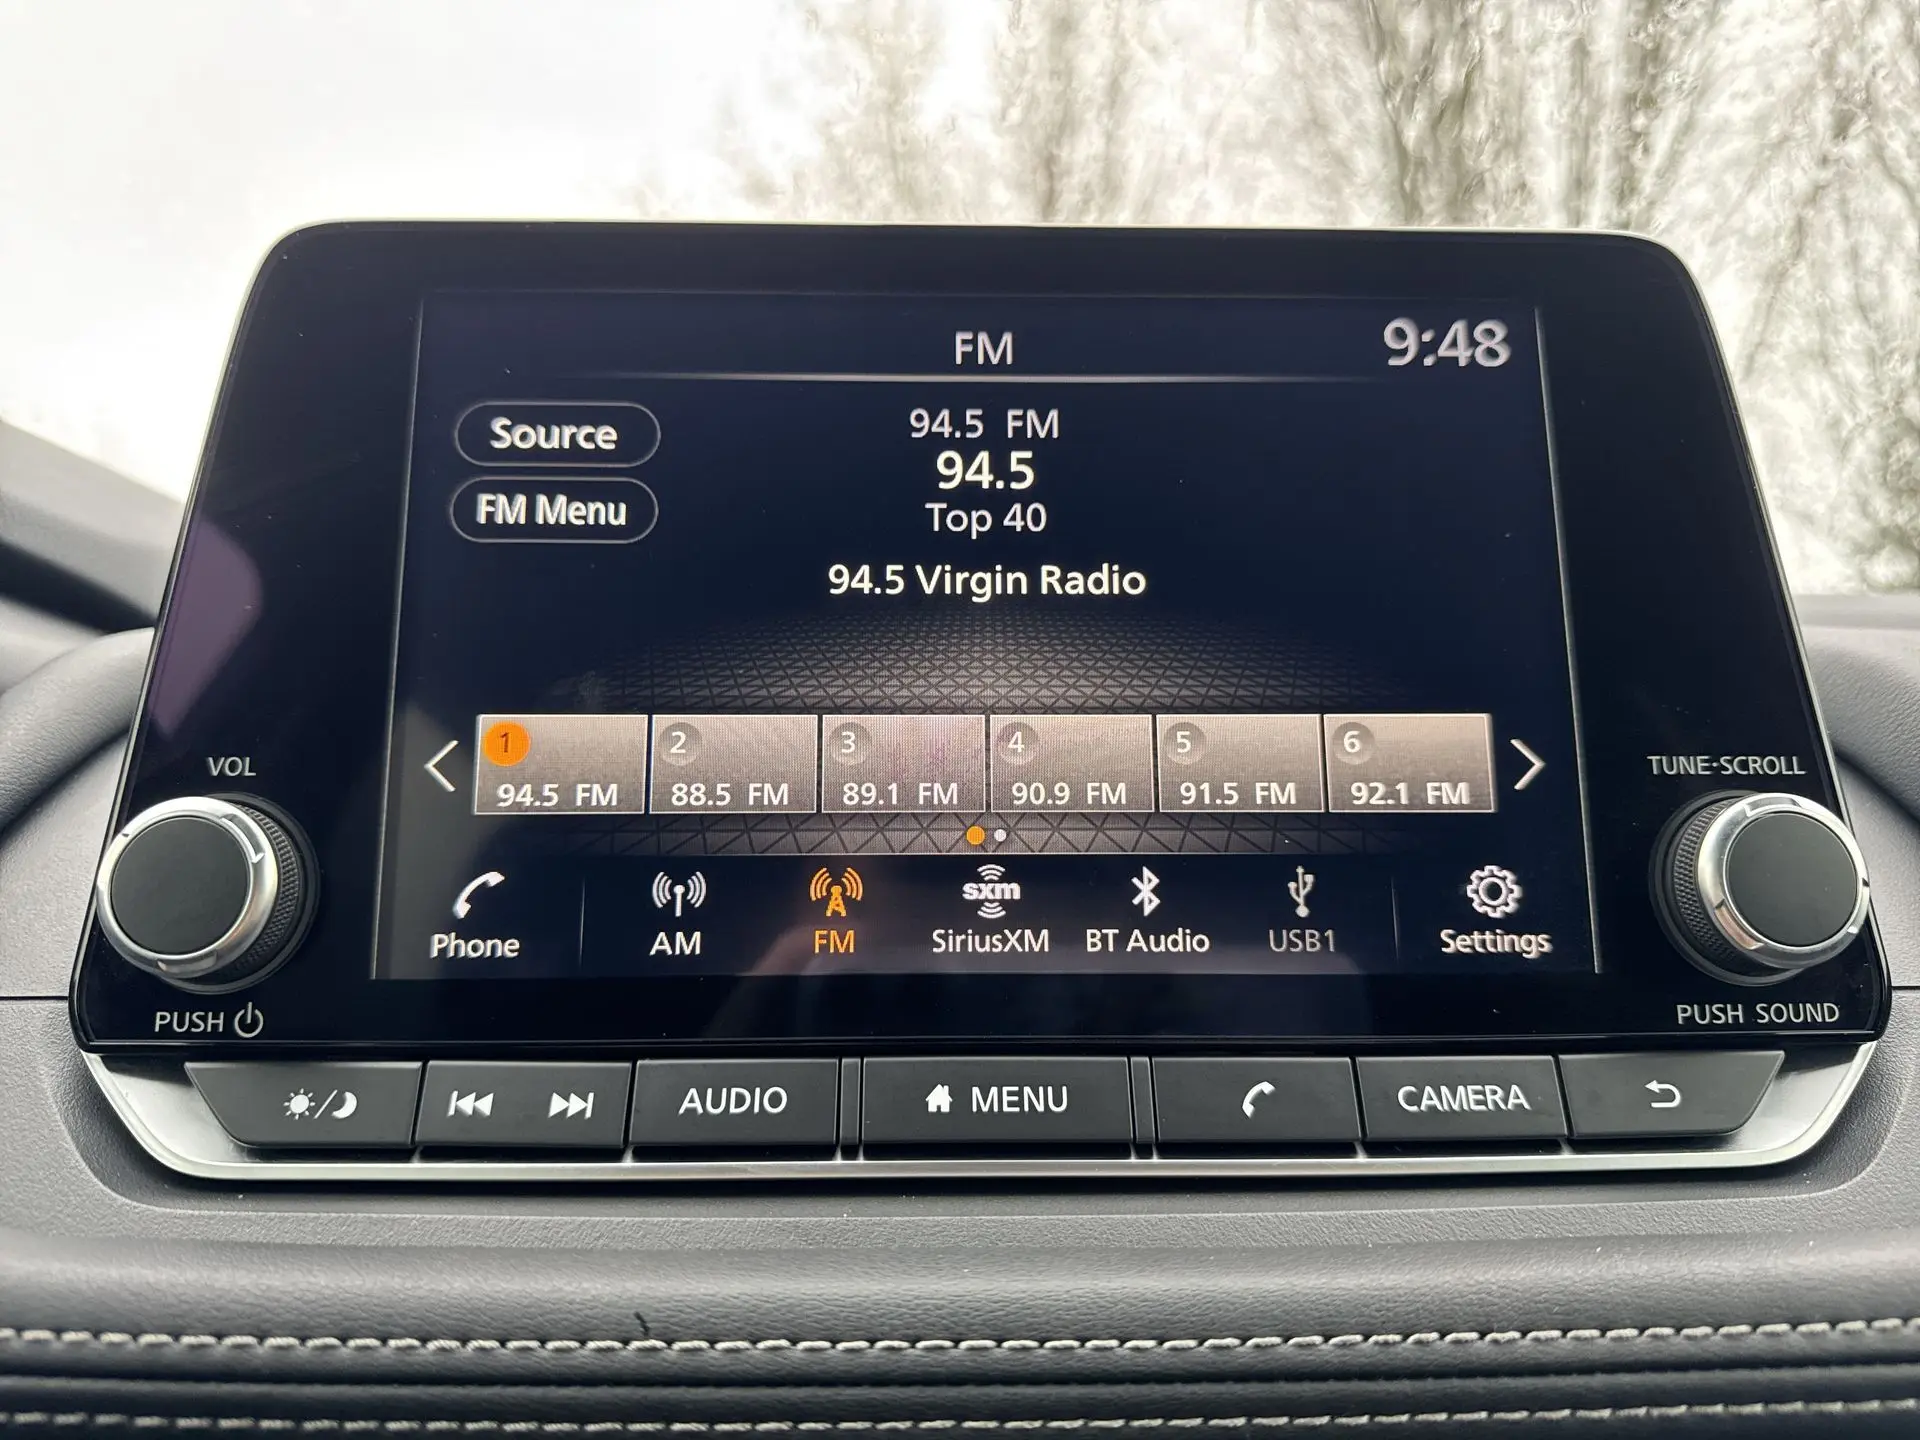 FM
9:48
Source
94.5 FM
94.5
FM Menu
Top 40
94.5 Virgin Radio
1 2 3 4 5 6
94.5 FM 88.5 FM 89.1 FM 90.9 FM 91.5 FM 92.1 FM
VOL
TUNE·SCROLL
sxm
Phone AM FM SiriusXM BT Audio USB1 Settings
PUSH
PUSH SOUND
AUDIO MENU CAMERA